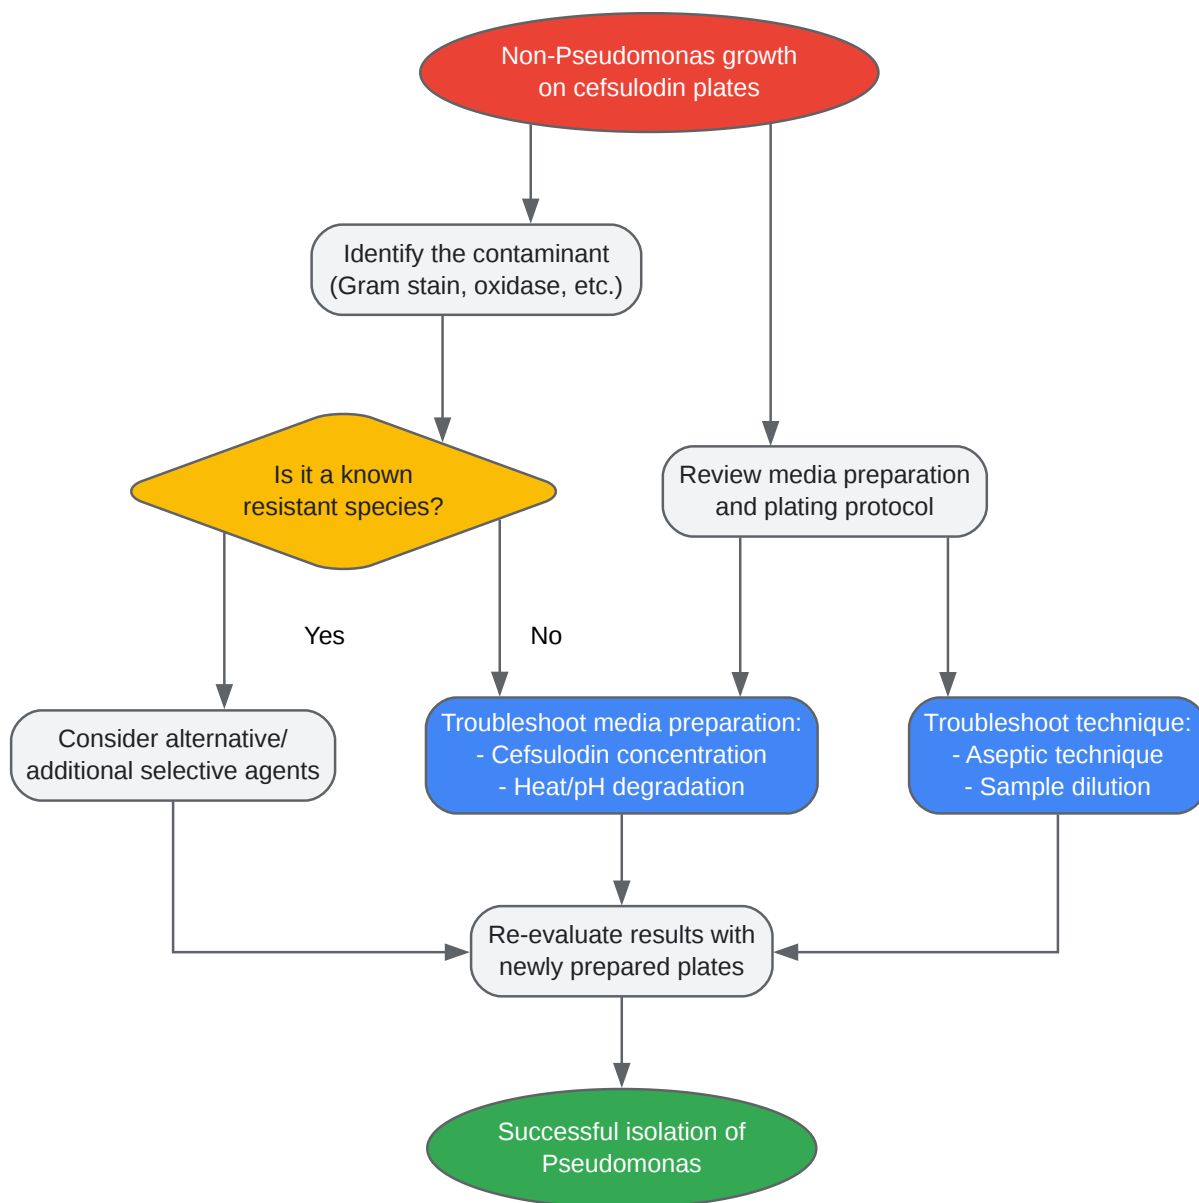 Non-Pseudomonas growth
on cefsulodin plates
Identify the contaminant
(Gram stain, oxidase, etc.)
Is it a known
resistant species?
Review media preparation
and plating protocol
Yes
No
Consider alternative/
additional selective agents
Troubleshoot media preparation:
- Cefsulodin concentration
- Heat/pH degradation
Troubleshoot technique:
- Aseptic technique
- Sample dilution
Re-evaluate results with
newly prepared plates
Successful isolation of
Pseudomonas